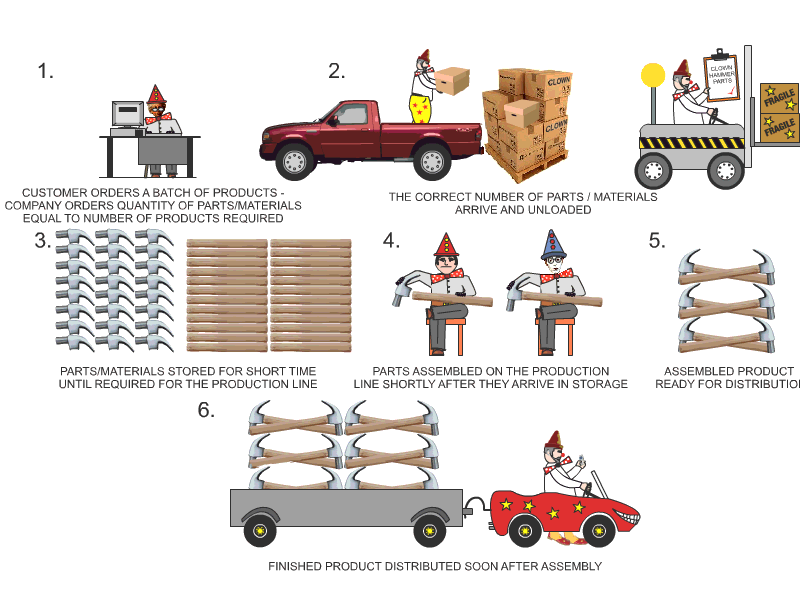 1.
CUSTOMER ORDERS A BATCH OF PRODUCTS -
COMPANY ORDERS QUANTITY OF PARTS/MATERIALS
EQUAL TO NUMBER OF PRODUCTS REQUIRED
2.
CLOWN
CLOWN
CLOWN
HAMMER
PARTS
FRAGILE
FRAGILE
THE CORRECT NUMBER OF PARTS / MATERIALS
ARRIVE AND UNLOADED
3.
PARTS/MATERIALS STORED FOR SHORT TIME
UNTIL REQUIRED FOR THE PRODUCTION LINE
4.
PARTS ASSEMBLED ON THE PRODUCTION
LINE SHORTLY AFTER THEY ARRIVE IN STORAGE
5.
ASSEMBLED PRODUCT
READY FOR DISTRIBUTIO
6.
FINISHED PRODUCT DISTRIBUTED SOON AFTER ASSEMBLY